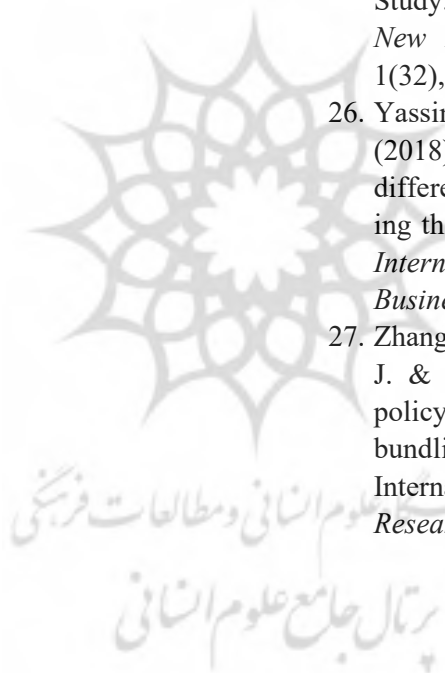 Study.
New
1(32),
26. Yassin
(2018)
differe
ing th
Intern
Busine
27. Zhang
J. &
policy
bundli
Interna
Resea
علوم انسانی و مطالعات فرهنگی
پرتال جامع علوم انسانی